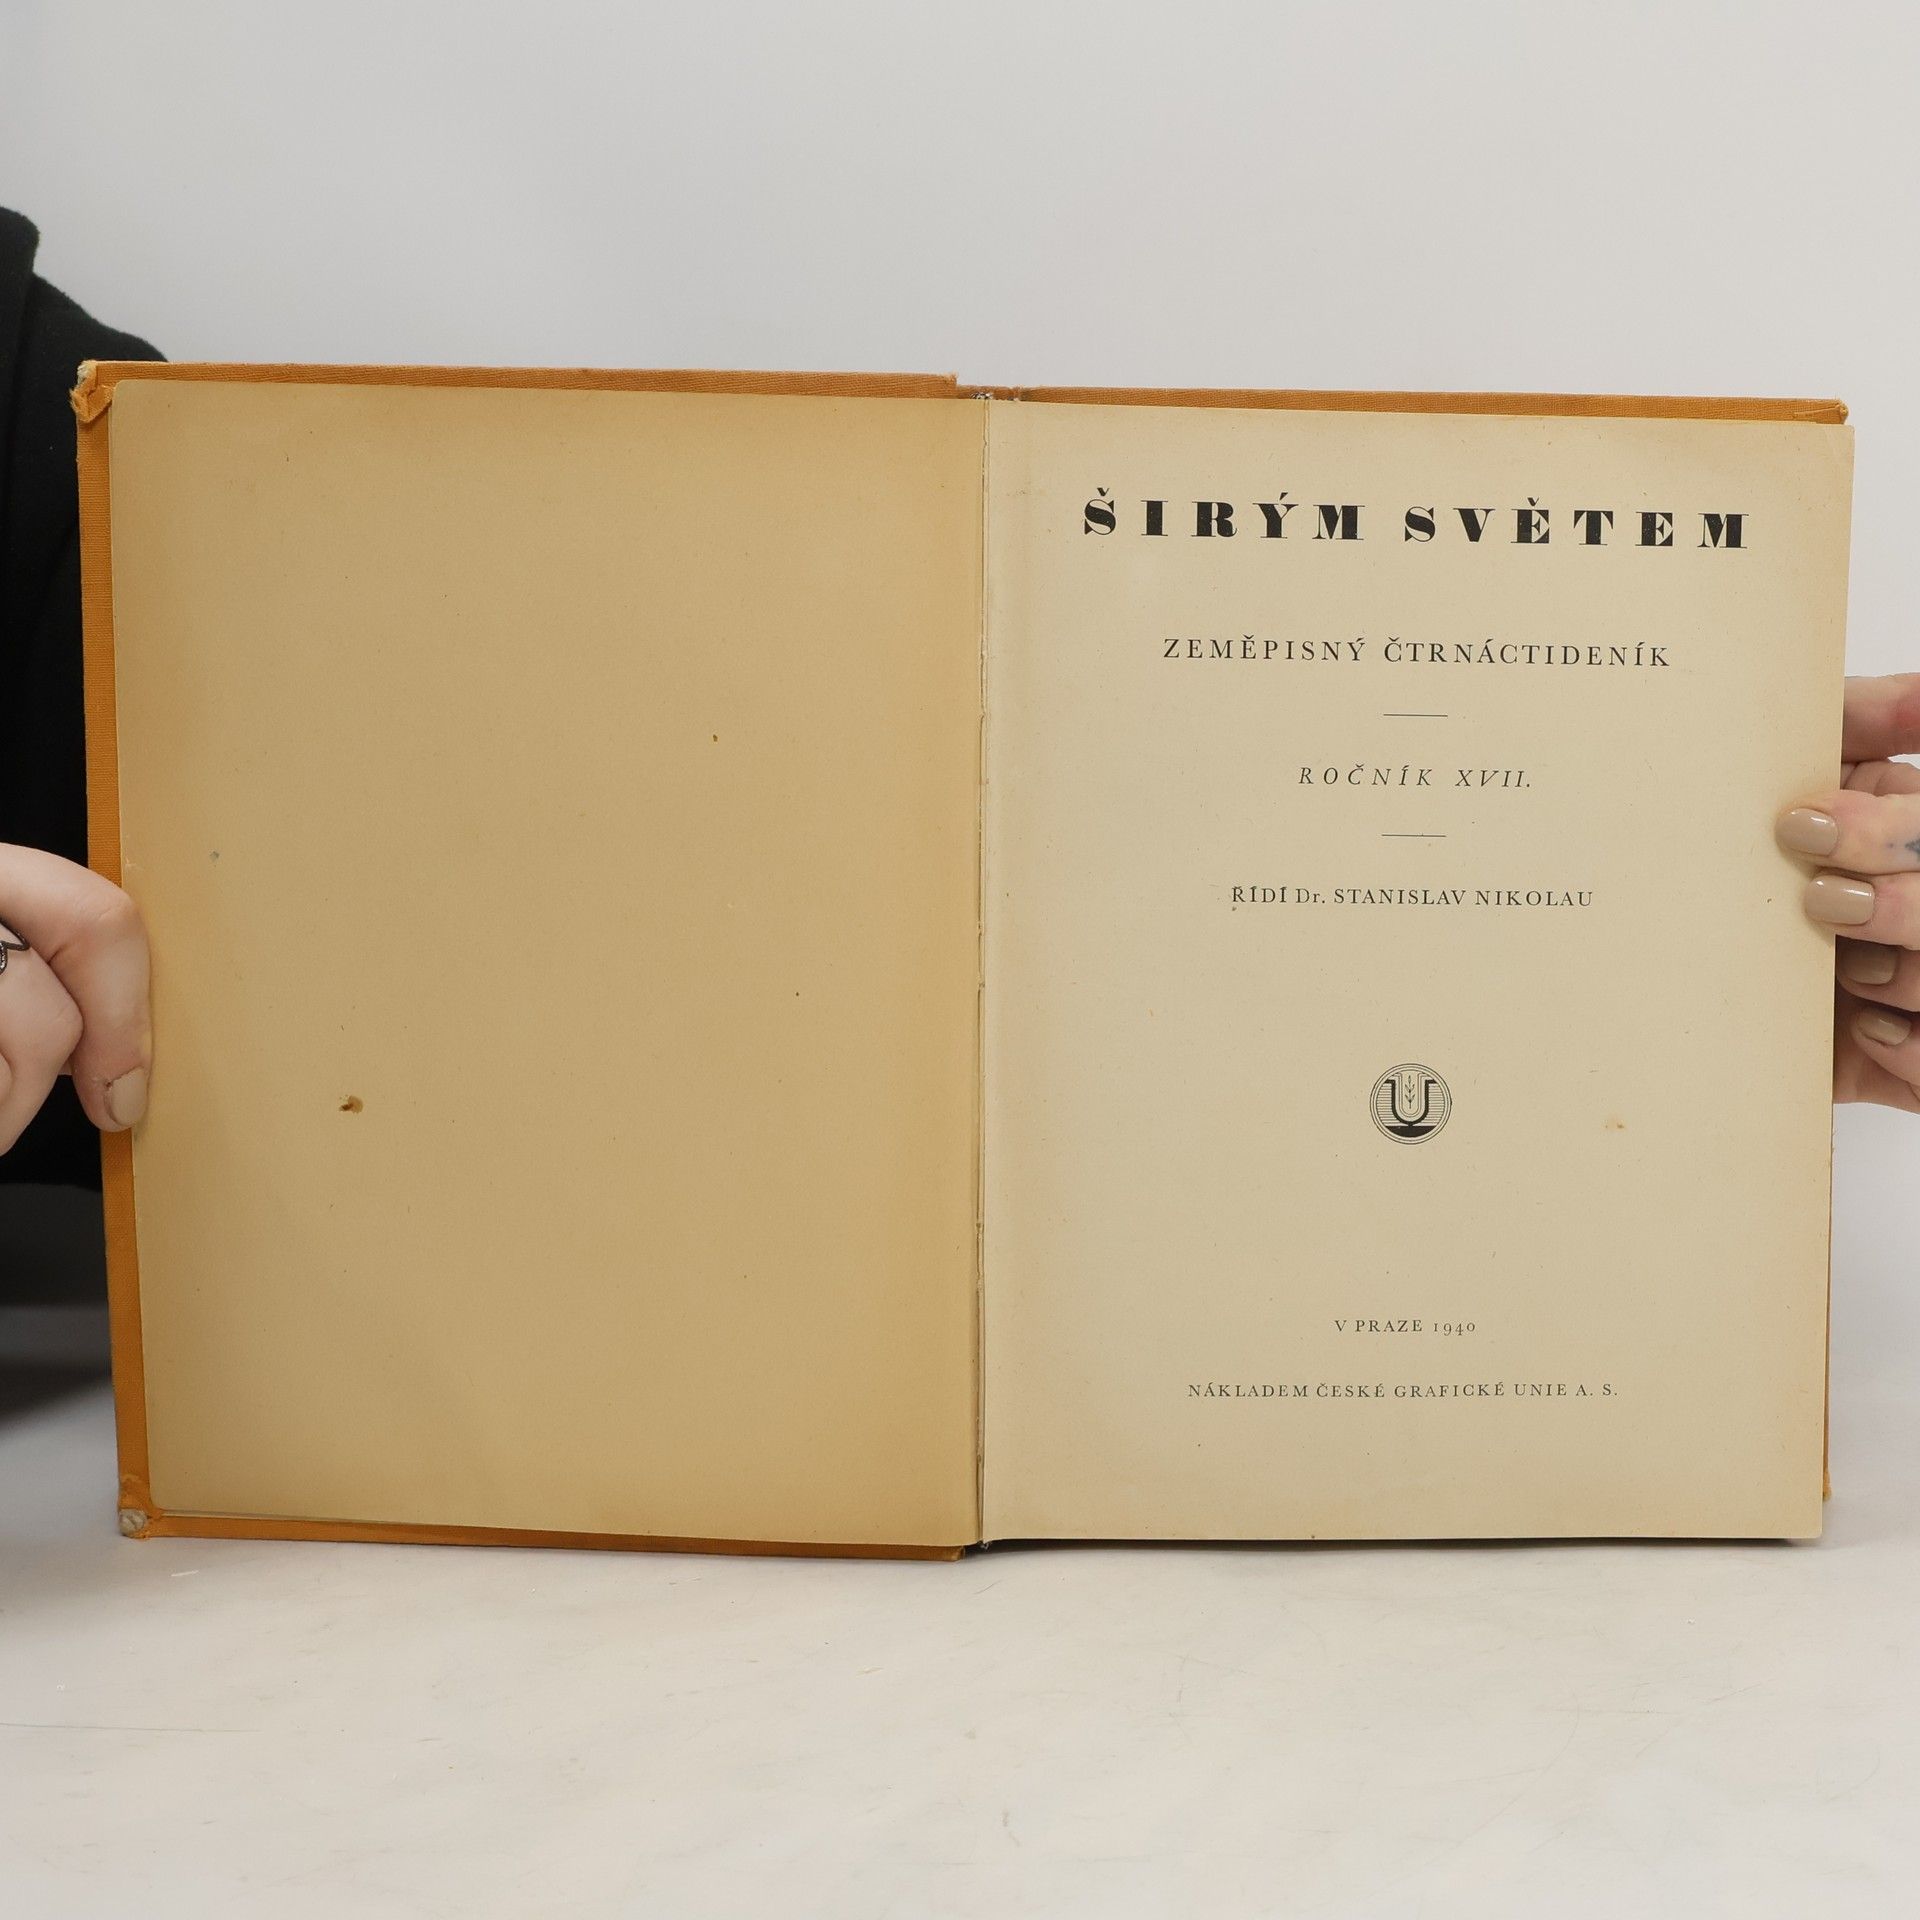 ŠIRÝM SVĚTEM
ZEMĚPISNÝ ČTRNÁCTIDENÍK
ROČNÍK XVII.
ŘÍDÍ Dr. STANISLAV NIKOLAU
U
V PRAZE 1940
NÁKLADEM ČESKÉ GRAFICKÉ UNIE A. S.